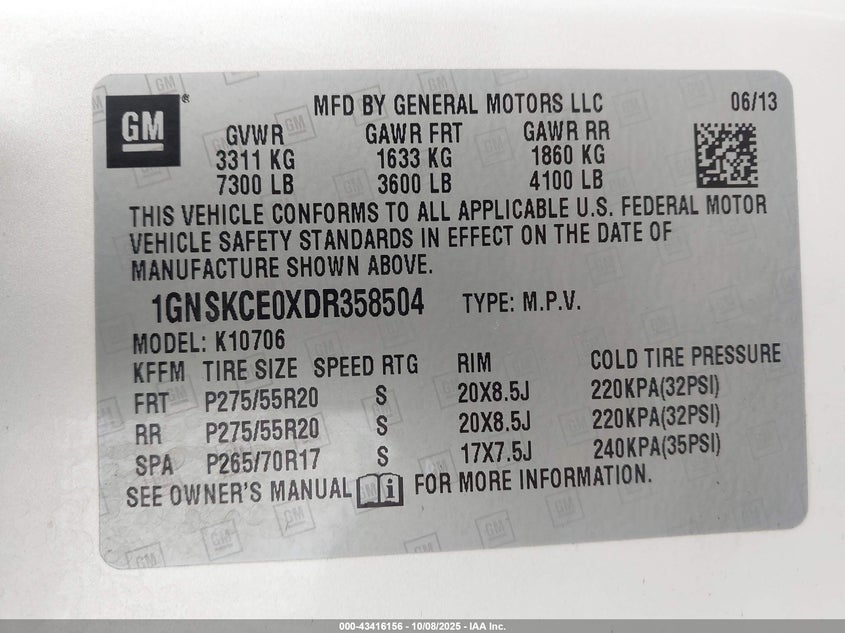 GM ®
MFD BY GENERAL MOTORS LLC 06/13
GVWR GAWR FRT GAWR RR
3311 KG 1633 KG 1860 KG
7300 LB 3600 LB 4100 LB
THIS VEHICLE CONFORMS TO ALL APPLICABLE U.S. FEDERAL MOTOR
VEHICLE SAFETY STANDARDS IN EFFECT ON THE DATE OF
MANUFACTURE SHOWN ABOVE.
1GNSKCE0XDR358504 TYPE: M.P.V.
MODEL: K10706
KFFM TIRE SIZE SPEED RTG RIM COLD TIRE PRESSURE
FRT P275/55R20 S 20X8.5J 220KPA(32PSI)
RR P275/55R20 S 20X8.5J 220KPA(32PSI)
SPA P265/70R17 S 17X7.5J 240KPA(35PSI)
SEE OWNER'S MANUAL i FOR MORE INFORMATION.
000-43416156 - 10/08/2025 - IAA Inc.